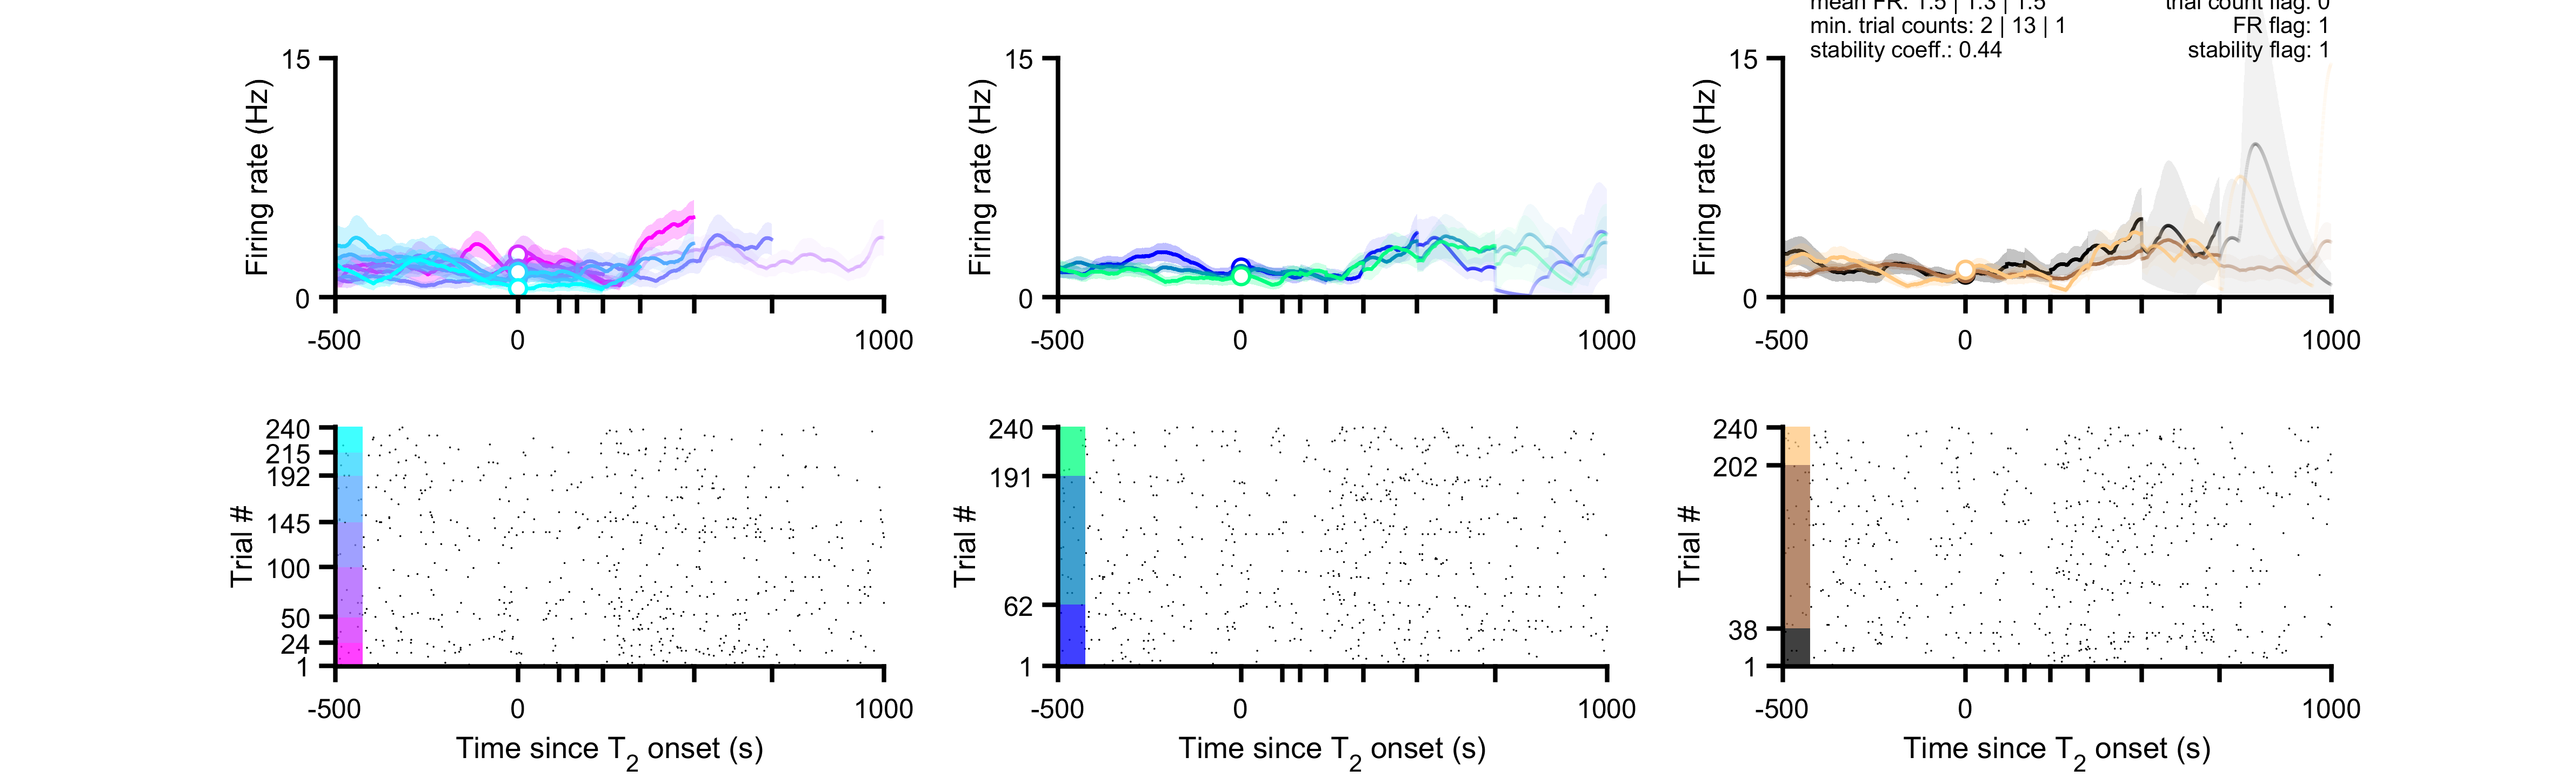 mean FR: 1.5 | 1.3 | 1.5
trial count flag: 0
min. trial counts: 2 | 13 | 1
FR flag: 1
stability coeff.: 0.44
stability flag: 1
15
Firing rate (Hz)
0
-500
0
1000
15
Firing rate (Hz)
0
-500
0
1000
15
Firing rate (Hz)
0
-500
0
1000
240
215
192
145
100
50
24
1
Trial #
-500
0
1000
Time since T2 onset (s)
240
191
62
1
Trial #
-500
0
1000
Time since T2 onset (s)
240
202
38
1
Trial #
-500
0
1000
Time since T2 onset (s)